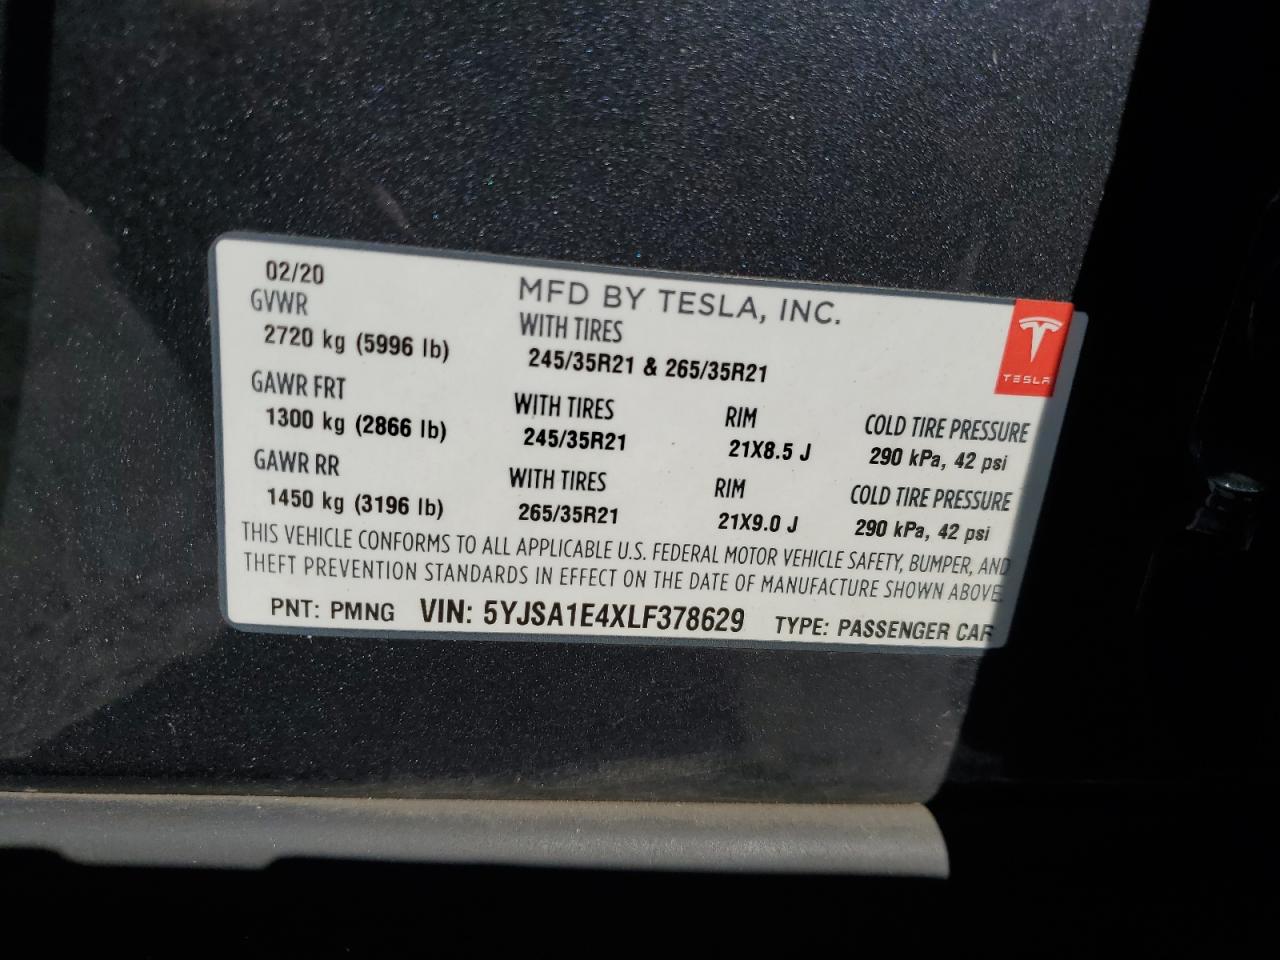 02/20
MFD BY TESLA, INC.
GVWR
WITH TIRES
2720 kg (5996 lb)
245/35R21 & 265/35R21
TESLA
GAWR FRT
WITH TIRES
RIM
COLD TIRE PRESSURE
1300 kg (2866 lb)
245/35R21
21X8.5 J
290 kPa, 42 psi
GAWR RR
WITH TIRES
RIM
COLD TIRE PRESSURE
1450 kg (3196 lb)
265/35R21
21X9.0 J
290 kPa, 42 psi
THIS VEHICLE CONFORMS TO ALL APPLICABLE U.S. FEDERAL MOTOR VEHICLE SAFETY, BUMPER, AND
THEFT PREVENTION STANDARDS IN EFFECT ON THE DATE OF MANUFACTURE SHOWN ABOVE.
PNT: PMNG VIN: 5YJSA1E4XLF378629 TYPE: PASSENGER CAR